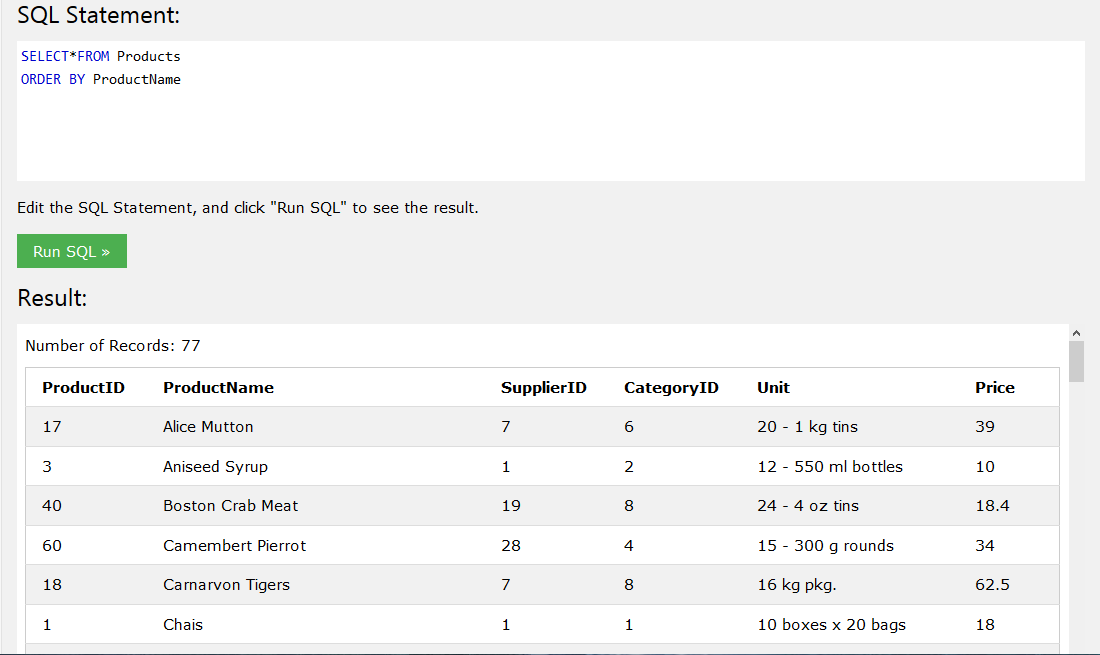 SQL Statement:
SELECT*FROM Products
ORDER BY ProductName
Edit the SQL Statement, and click "Run SQL" to see the result.
Run SQL »
Result:
Number of Records: 77
ProductID ProductName SupplierID CategoryID Unit Price
17 Alice Mutton 7 6 20 - 1 kg tins 39
3 Aniseed Syrup 1 2 12 - 550 ml bottles 10
40 Boston Crab Meat 19 8 24 - 4 oz tins 18.4
60 Camembert Pierrot 28 4 15 - 300 g rounds 34
18 Carnarvon Tigers 7 8 16 kg pkg. 62.5
1 Chais 1 1 10 boxes x 20 bags 18